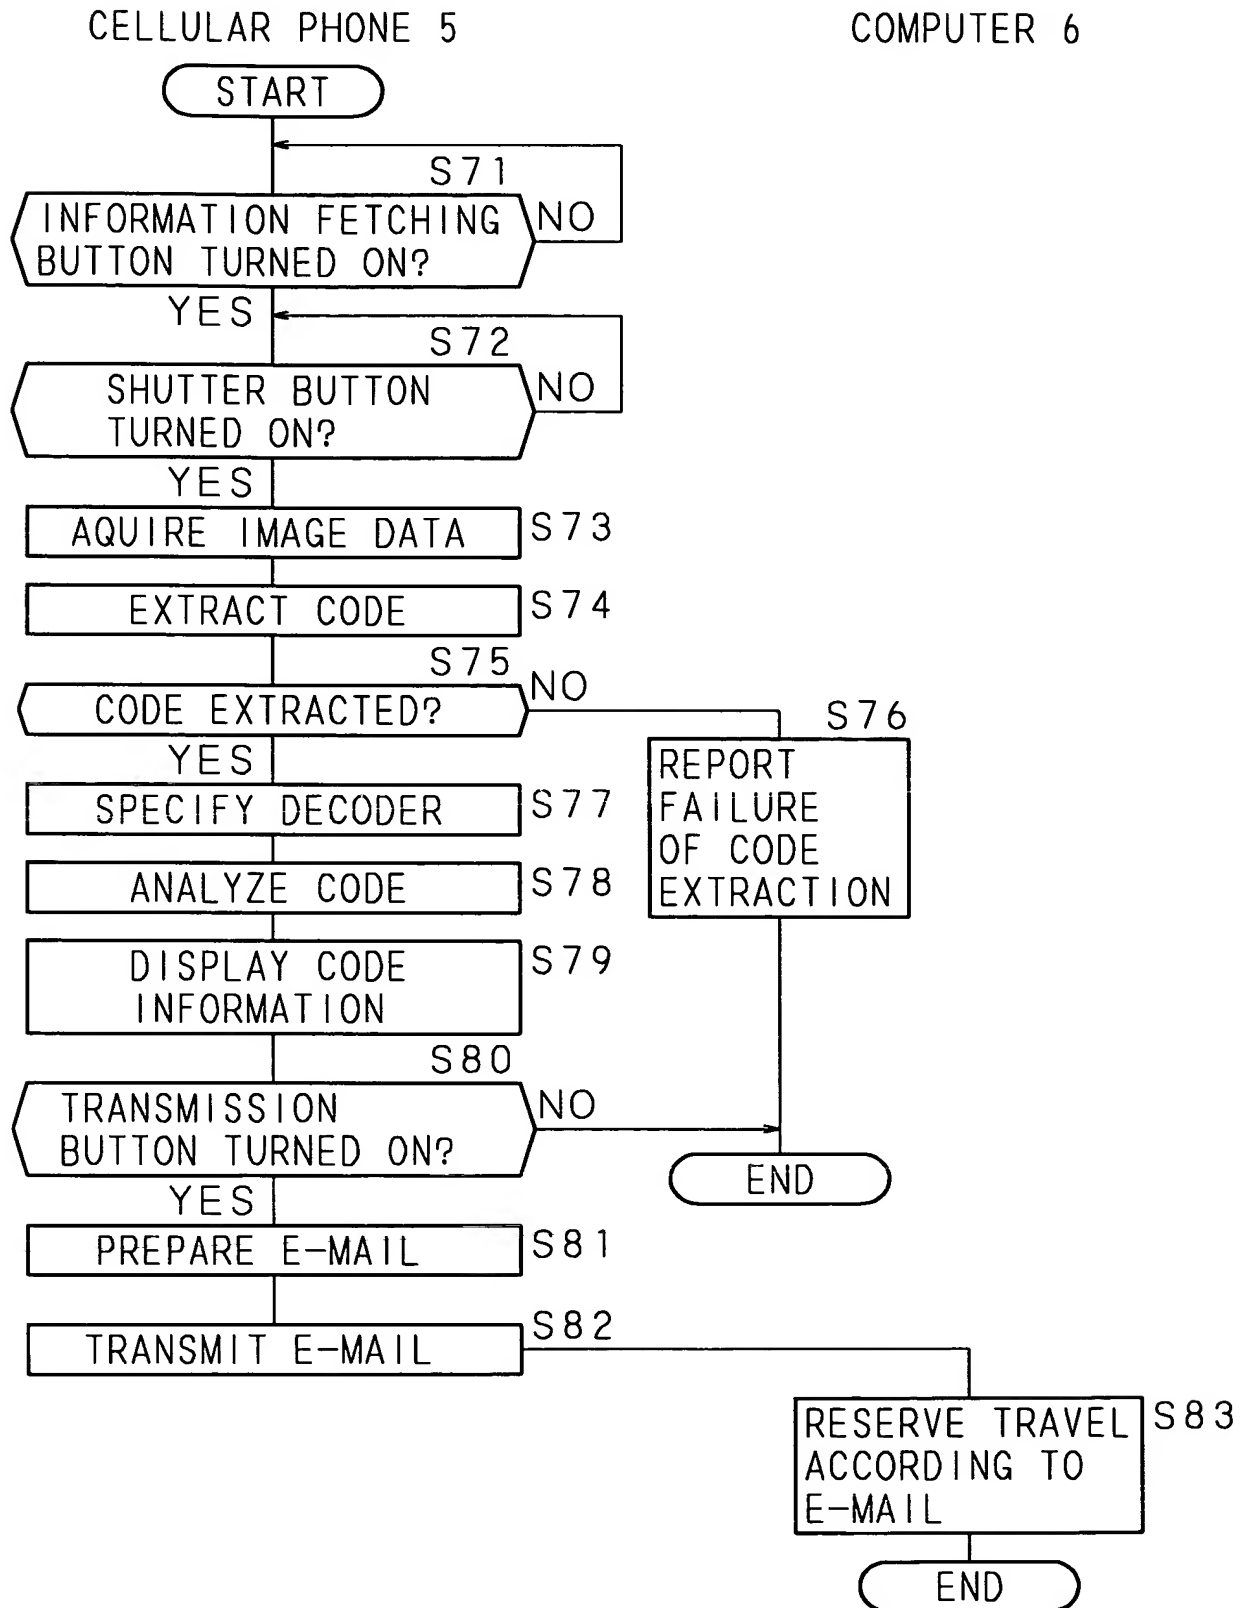 CELLULAR PHONE 5
COMPUTER 6
START
S71
INFORMATION FETCHING
BUTTON TURNED ON?
NO
YES
S72
SHUTTER BUTTON
TURNED ON?
NO
YES
AQUIRE IMAGE DATA
S73
EXTRACT CODE
S74
S75
CODE EXTRACTED?
NO
YES
S76
REPORT
FAILURE
OF CODE
EXTRACTION
SPECIFY DECODER
S77
ANALYZE CODE
S78
DISPLAY CODE
INFORMATION
S79
S80
TRANSMISSION
BUTTON TURNED ON?
NO
END
YES
PREPARE E-MAIL
S81
TRANSMIT E-MAIL
S82
RESERVE TRAVEL
ACCORDING TO
E-MAIL
S83
END